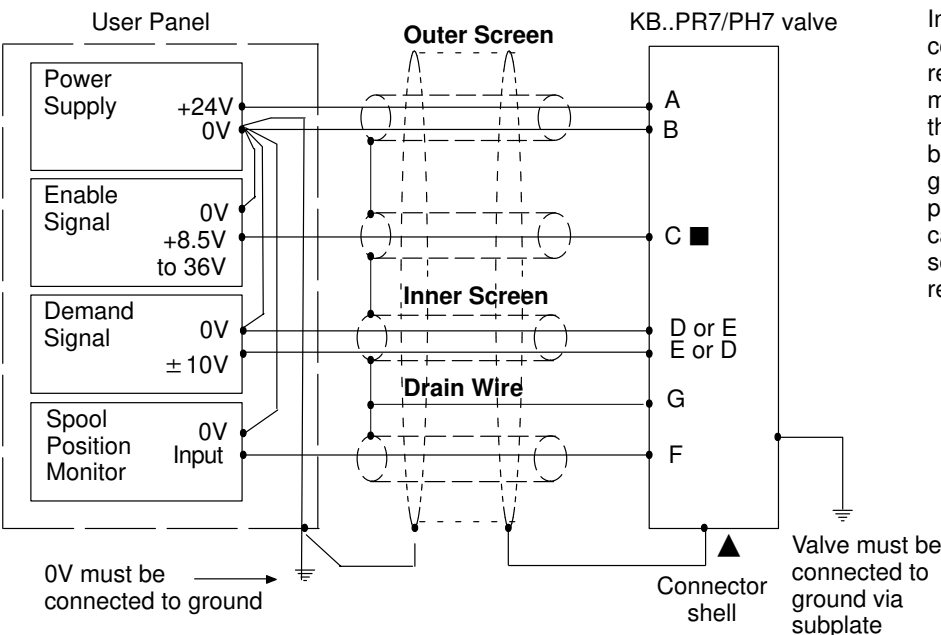 User Panel
Outer Screen
KB..PR7/PH7 valve
Power
Supply
+24V
0V
A
B
Enable
Signal
0V
+8.5V
to 36V
C ■
Inner Screen
Demand
Signal
0V
±10V
D or E
E or D
Drain Wire
G
Spool
Position
Monitor
0V
Input
F
0V must be
connected to ground
▲
Connector
shell
Valve must be
connected to
ground via
subplate